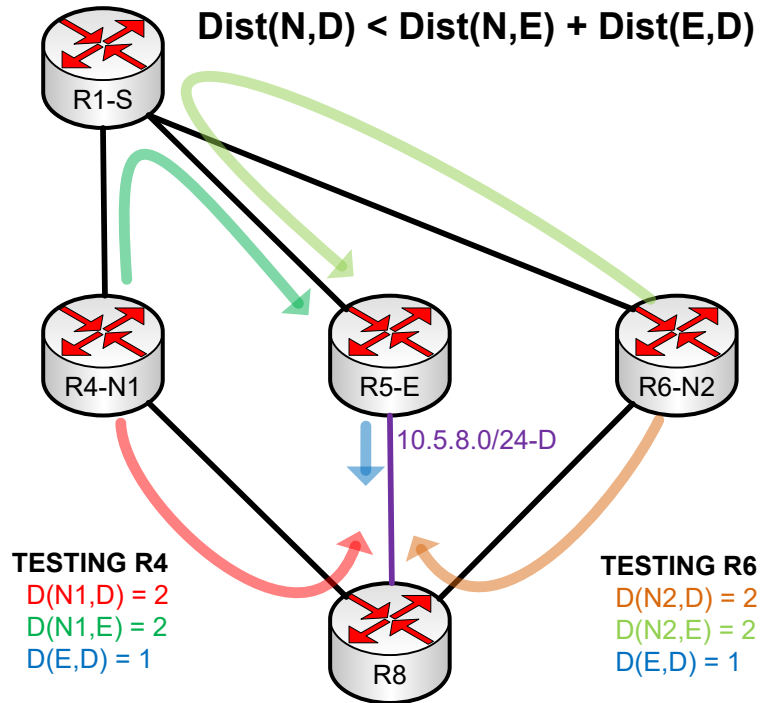 Dist(N,D) < Dist(N,E) + Dist(E,D)
R1-S
R4-N1
R5-E
R6-N2
10.5.8.0/24-D
TESTING R4
D(N1,D) = 2
D(N1,E) = 2
D(E,D) = 1
R8
TESTING R6
D(N2,D) = 2
D(N2,E) = 2
D(E,D) = 1